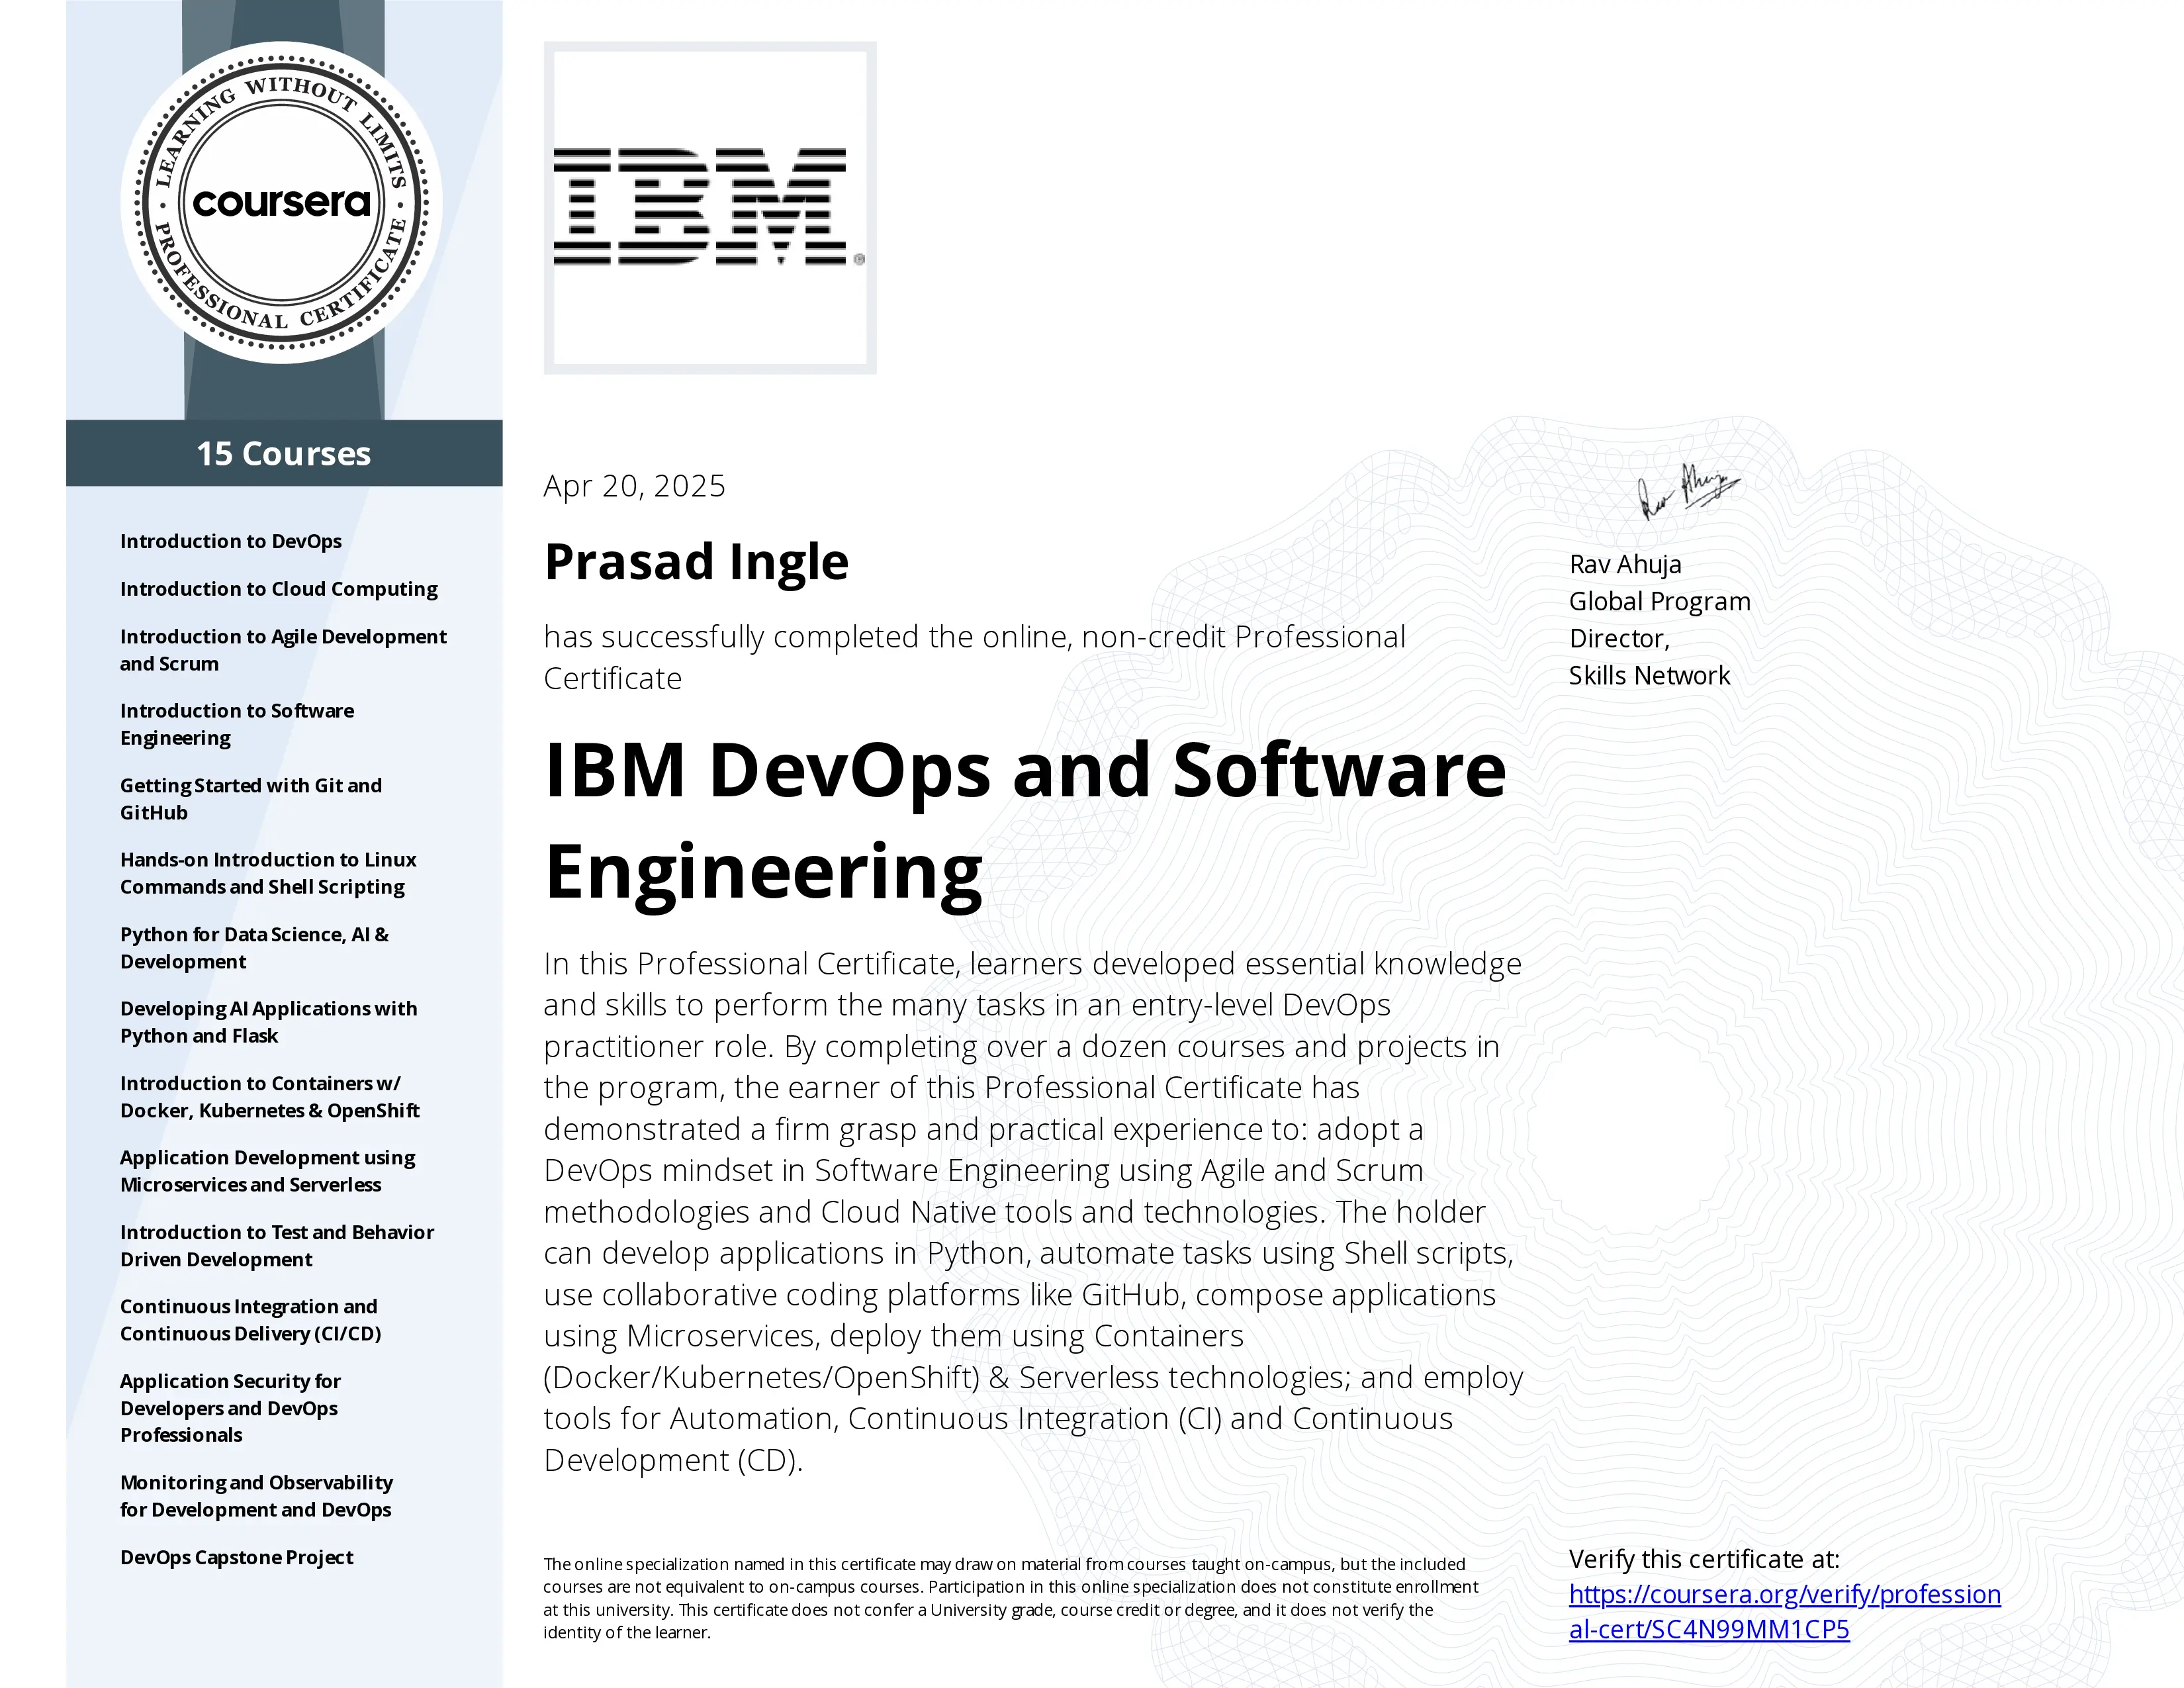 LEARNING WITHOUT LIMITS
coursera
PROFESSIONAL CERTIFICATE
15 Courses
Introduction to DevOps
Introduction to Cloud Computing
Introduction to Agile Development
and Scrum
Introduction to Software
Engineering
Getting Started with Git and
GitHub
Hands-on Introduction to Linux
Commands and Shell Scripting
Python for Data Science, AI &
Development
Developing AI Applications with
Python and Flask
Introduction to Containers w/
Docker, Kubernetes & OpenShift
Application Development using
Microservices and Serverless
Introduction to Test and Behavior
Driven Development
Continuous Integration and
Continuous Delivery (CI/CD)
Application Security for
Developers and DevOps
Professionals
Monitoring and Observability
for Development and DevOps
DevOps Capstone Project
IBM®
Apr 20, 2025
Prasad Ingle
has successfully completed the online, non-credit Professional
Certificate
IBM DevOps and Software
Engineering
In this Professional Certificate, learners developed essential knowledge
and skills to perform the many tasks in an entry-level DevOps
practitioner role. By completing over a dozen courses and projects in
the program, the earner of this Professional Certificate has
demonstrated a firm grasp and practical experience to: adopt a
DevOps mindset in Software Engineering using Agile and Scrum
methodologies and Cloud Native tools and technologies. The holder
can develop applications in Python, automate tasks using Shell scripts,
use collaborative coding platforms like GitHub, compose applications
using Microservices, deploy them using Containers
(Docker/Kubernetes/OpenShift) & Serverless technologies; and employ
tools for Automation, Continuous Integration (CI) and Continuous
Development (CD).
The online specialization named in this certificate may draw on material from courses taught on-campus, but the included
courses are not equivalent to on-campus courses. Participation in this online specialization does not constitute enrollment
at this university. This certificate does not confer a University grade, course credit or degree, and it does not verify the
identity of the learner.
Rav Ahuja
Rav Ahuja
Global Program
Director,
Skills Network
Verify this certificate at:
https://coursera.org/verify/profession
al-cert/SC4N99MM1CP5